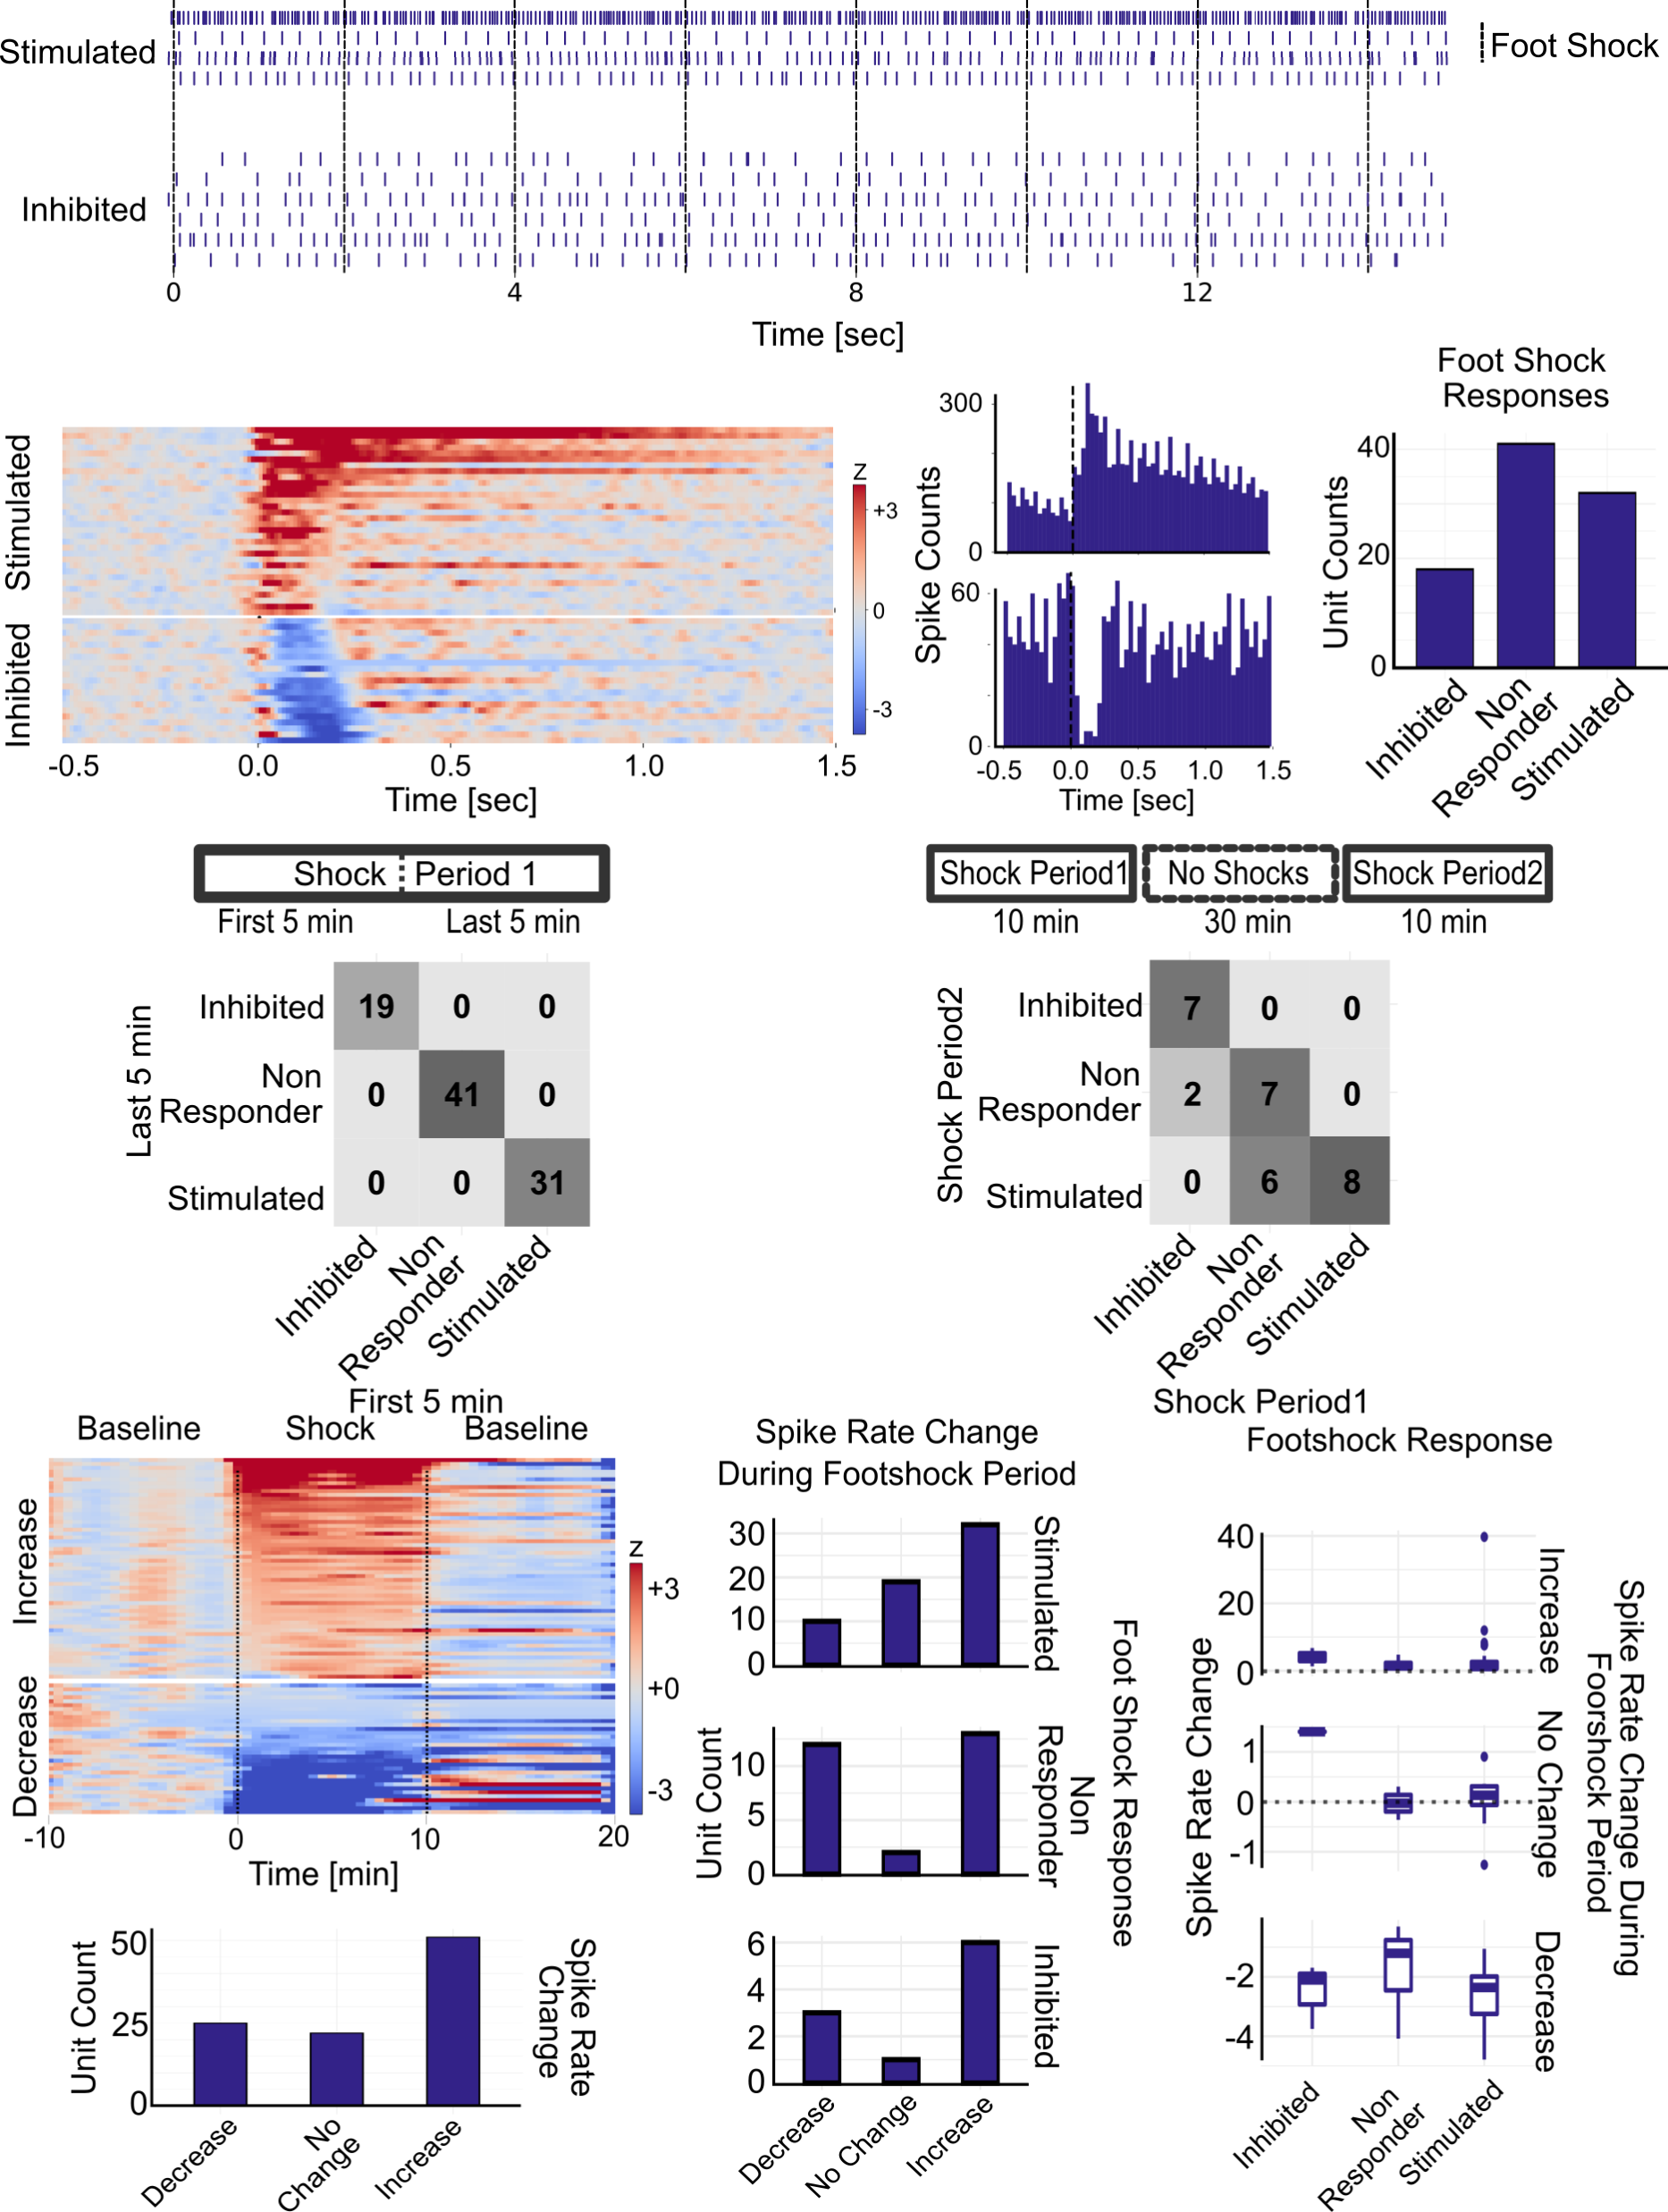 Stimulated
Foot Shock
Inhibited
0 4 8 12
Time [sec]
Stimulated
Inhibited
-0.5 0.0 0.5 1.0 1.5
Time [sec]
Z
+3
0
-3
Spike Counts
300
0
60
0
-0.5 0.0 0.5 1.0 1.5
Time [sec]
Foot Shock
Responses
Unit Counts
40
20
0
Inhibited
Non
Responder
Stimulated
Shock Period 1
First 5 min Last 5 min
Last 5 min
Inhibited 19 0 0
Non
Responder 0 41 0
Stimulated 0 0 31
Inhibited
Non
Responder
Stimulated
First 5 min
Shock Period1 No Shocks Shock Period2
10 min 30 min 10 min
Shock Period2
Inhibited 7 0 0
Non
Responder 2 7 0
Stimulated 0 6 8
Inhibited
Non
Responder
Stimulated
Shock Period1
Baseline Shock Baseline
Increase
Decrease
-10 0 10 20
Time [min]
Z
+3
+0
-3
Unit Count
50
25
0
Decrease
No
Change
Increase
Spike Rate
Change
Spike Rate Change
During Footshock Period
Unit Count
30
20
10
0
Stimulated
10
5
0
Non
Responder
6
4
2
0
Inhibited
Foot Shock Response
Decrease
No Change
Increase
Footshock Response
Spike Rate Change
40
20
0
Increase
1
0
-1
No Change
-2
-4
Decrease
Spike Rate Change During
Foorshock Period
Inhibited
Non
Responder
Stimulated